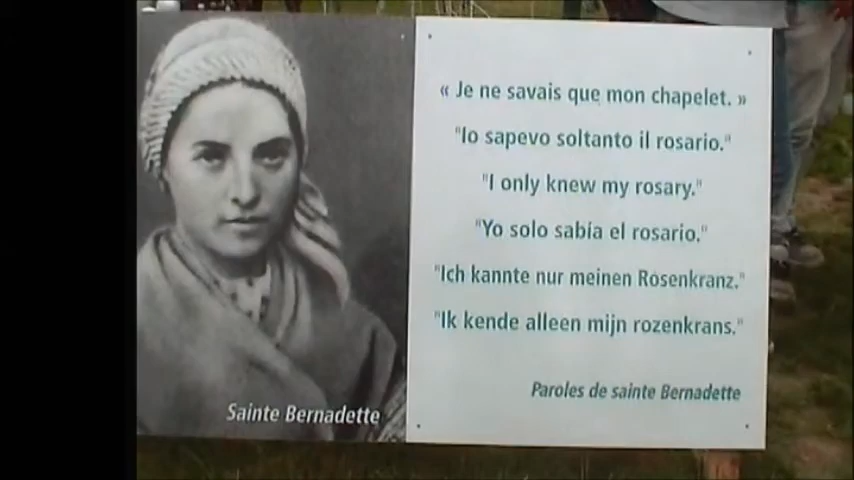 « Je ne savais que mon chapelet. »
"Io sapevo soltanto il rosario."
"I only knew my rosary."
"Yo solo sabía el rosario."
"Ich kannte nur meinen Rosenkranz."
"Ik kende alleen mijn rozenkrans."
Paroles de sainte Bernadette
Sainte Bernadette